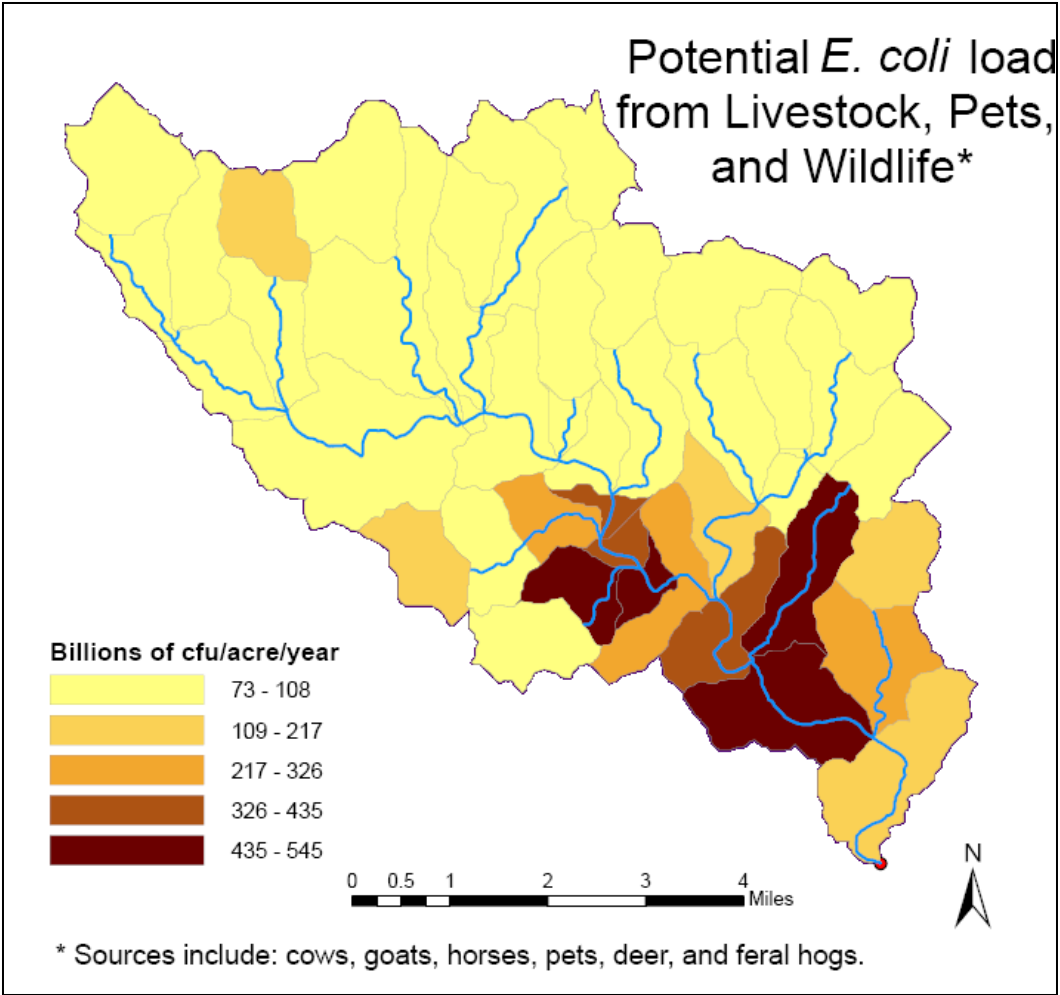 Potential E. coli load
from Livestock, Pets,
and Wildlife*
Billions of cfu/acre/year
73 - 108
109 - 217
217 - 326
326 - 435
435 - 545
0 0.5 1 2 3 4
Miles
N
* Sources include: cows, goats, horses, pets, deer, and feral hogs.